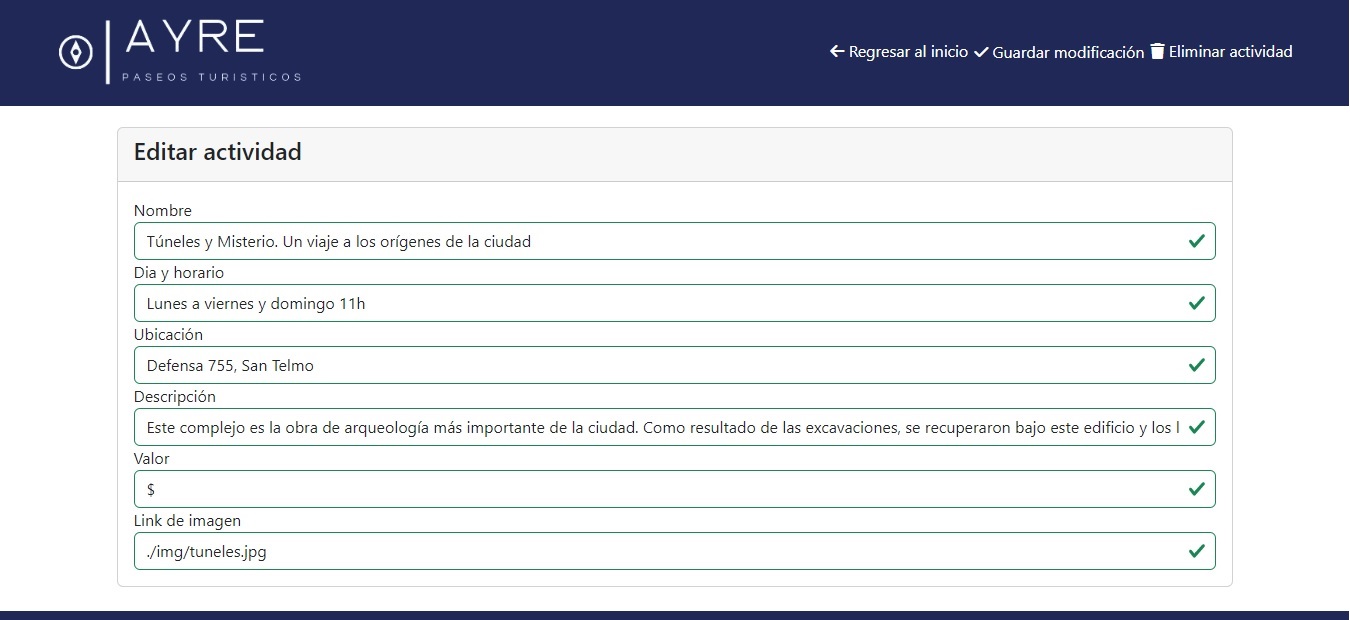 AYRE
PASEOS TURISTICOS
Regresar al inicio Guardar modificación Eliminar actividad
Editar actividad
Nombre
Túneles y Misterio. Un viaje a los orígenes de la ciudad
Dia y horario
Lunes a viernes y domingo 11h
Ubicación
Defensa 755, San Telmo
Descripción
Este complejo es la obra de arqueología más importante de la ciudad. Como resultado de las excavaciones, se recuperaron bajo este edificio y los l
Valor
$
Link de imagen
./img/tuneles.jpg